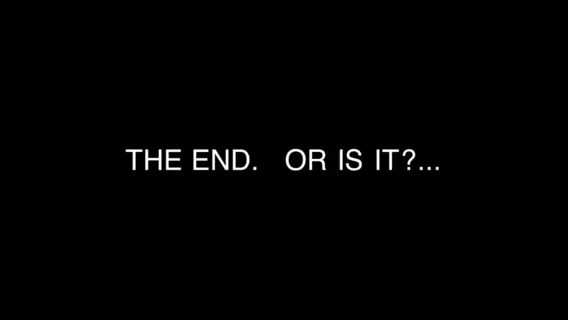 THE END.   OR IS IT?...